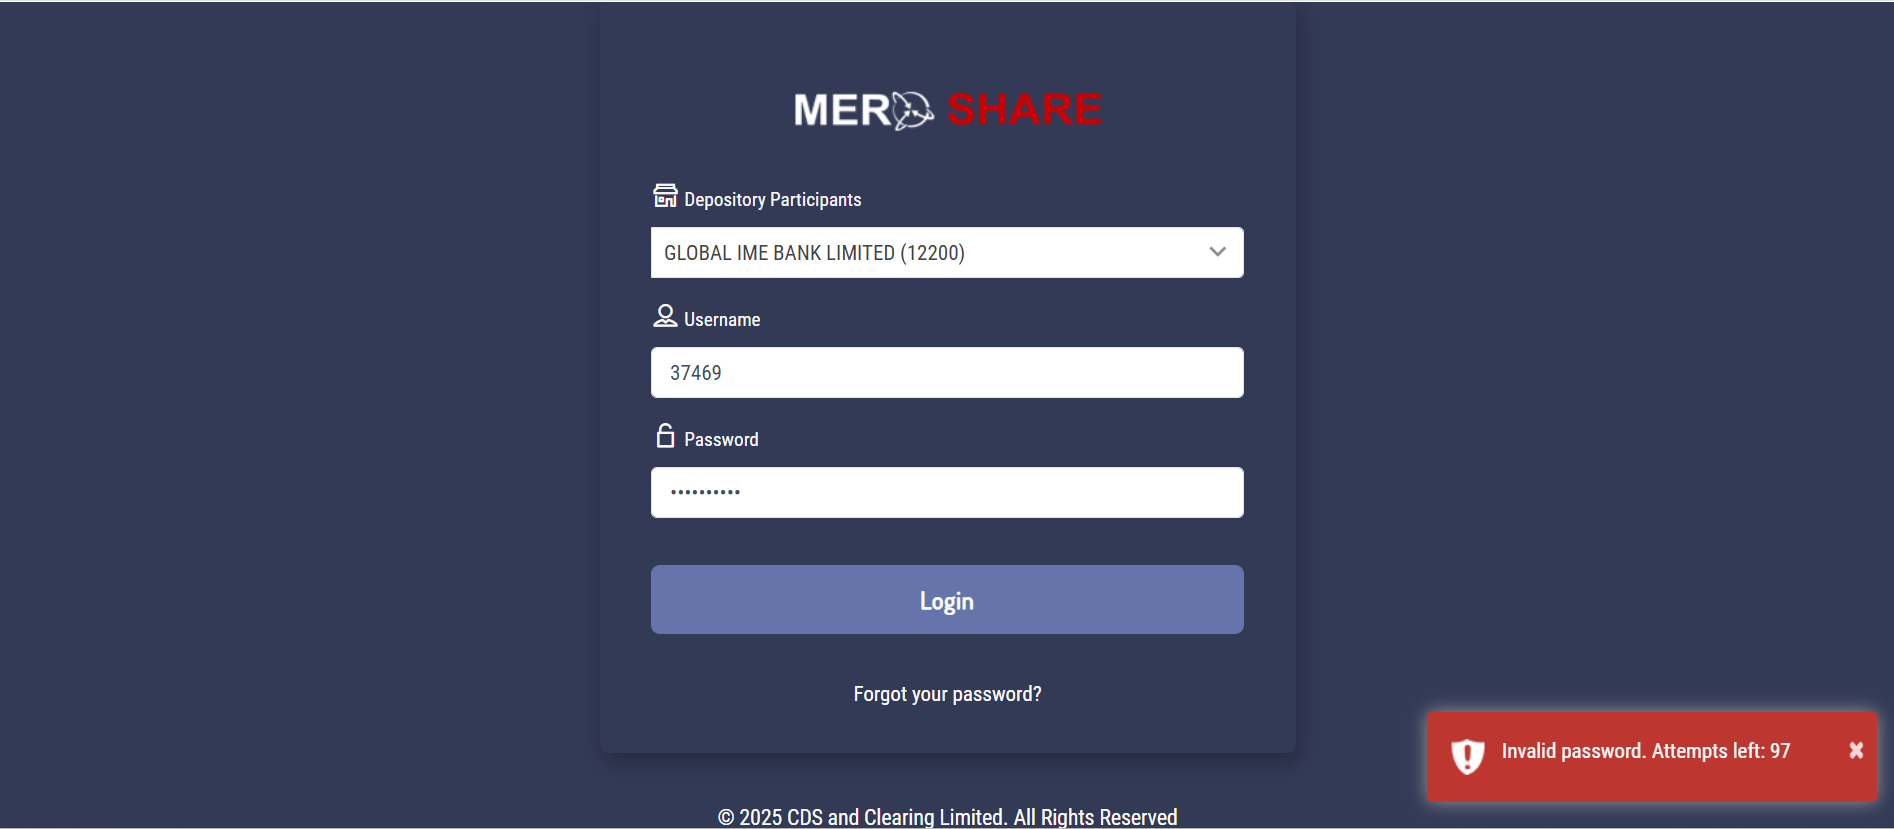 MERO SHARE
Depository Participants
GLOBAL IME BANK LIMITED (12200)
Username
37469
Password
••••••••••
Login
Forgot your password?
Invalid password. Attempts left: 97
© 2025 CDS and Clearing Limited. All Rights Reserved